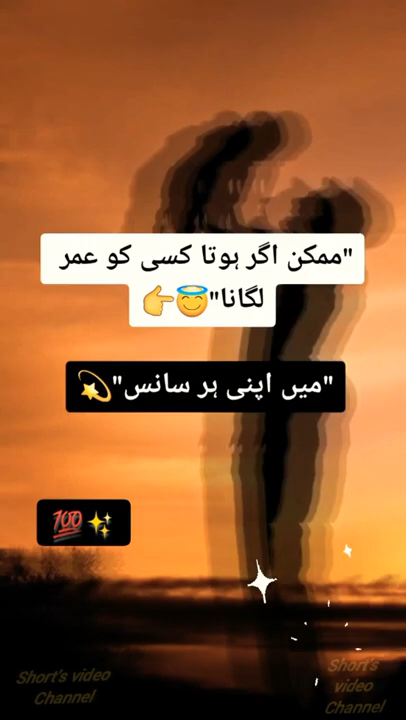 "ممکن اگر ہوتا کسی کو عمر
لگانا"😇👉
"میں اپنی ہر سانس"💫
💯✨
Short's video
Channel
Short's
video
Channel